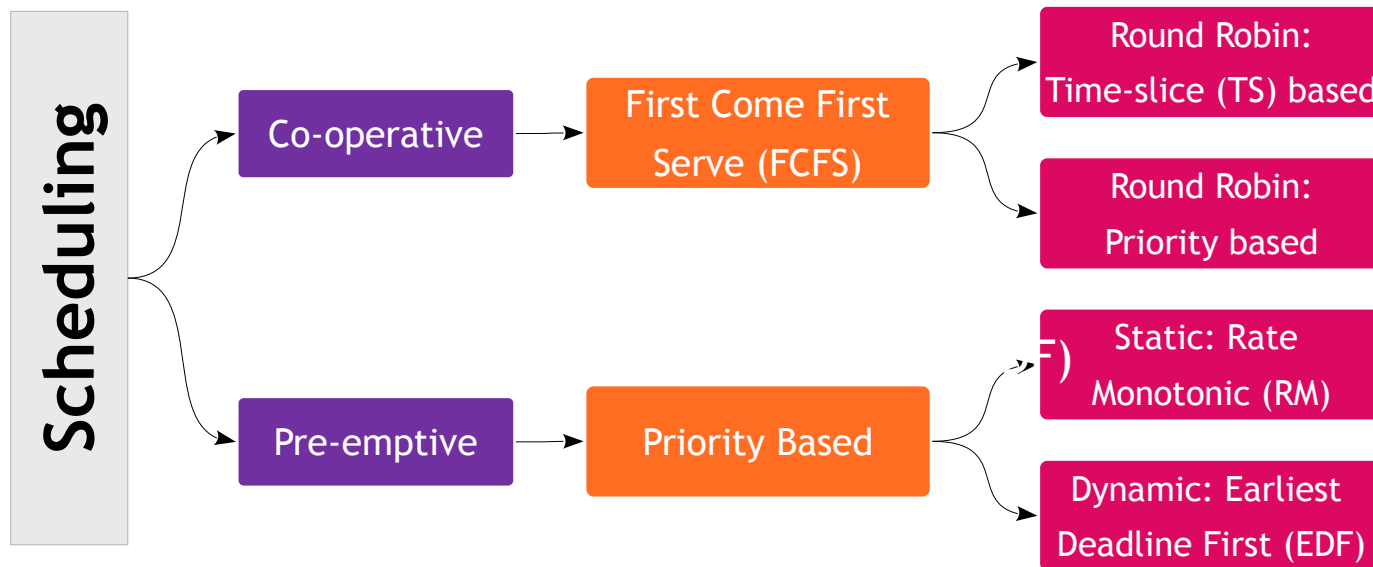 Scheduling
Co-operative
First Come First
Serve (FCFS)
Round Robin:
Time-slice (TS) based
Round Robin:
Priority based
Pre-emptive
Priority Based
F)
Static: Rate
Monotonic (RM)
Dynamic: Earliest
Deadline First (EDF)